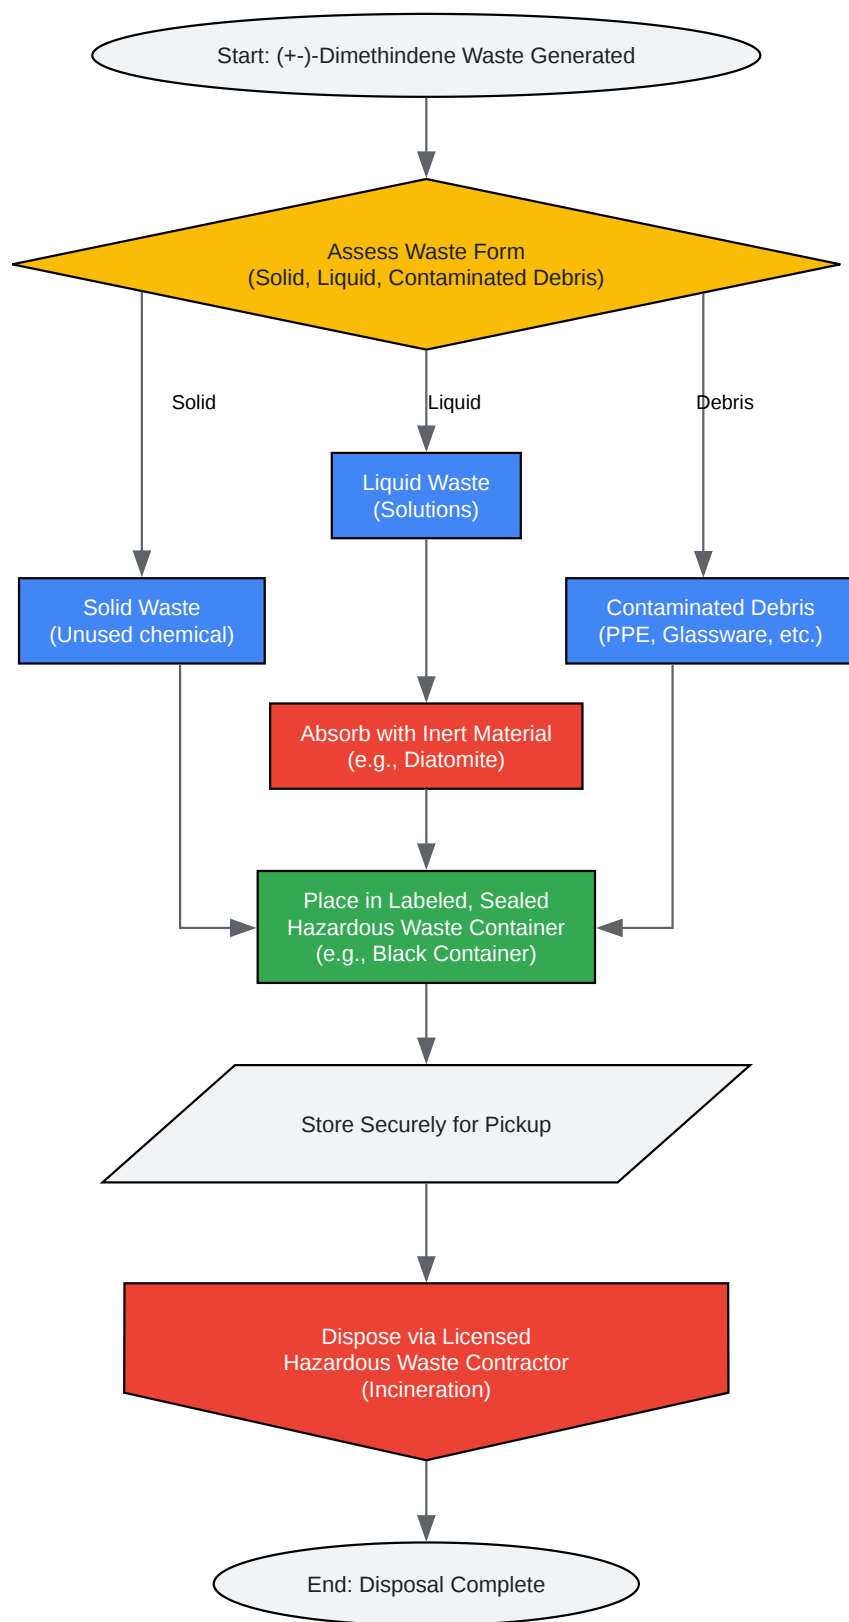 Start: (+-)-Dimethindene Waste Generated
Assess Waste Form
(Solid, Liquid, Contaminated Debris)
Solid
Liquid
Debris
Liquid Waste
(Solutions)
Solid Waste
(Unused chemical)
Contaminated Debris
(PPE, Glassware, etc.)
Absorb with Inert Material
(e.g., Diatomite)
Place in Labeled, Sealed
Hazardous Waste Container
(e.g., Black Container)
Store Securely for Pickup
Dispose via Licensed
Hazardous Waste Contractor
(Incineration)
End: Disposal Complete